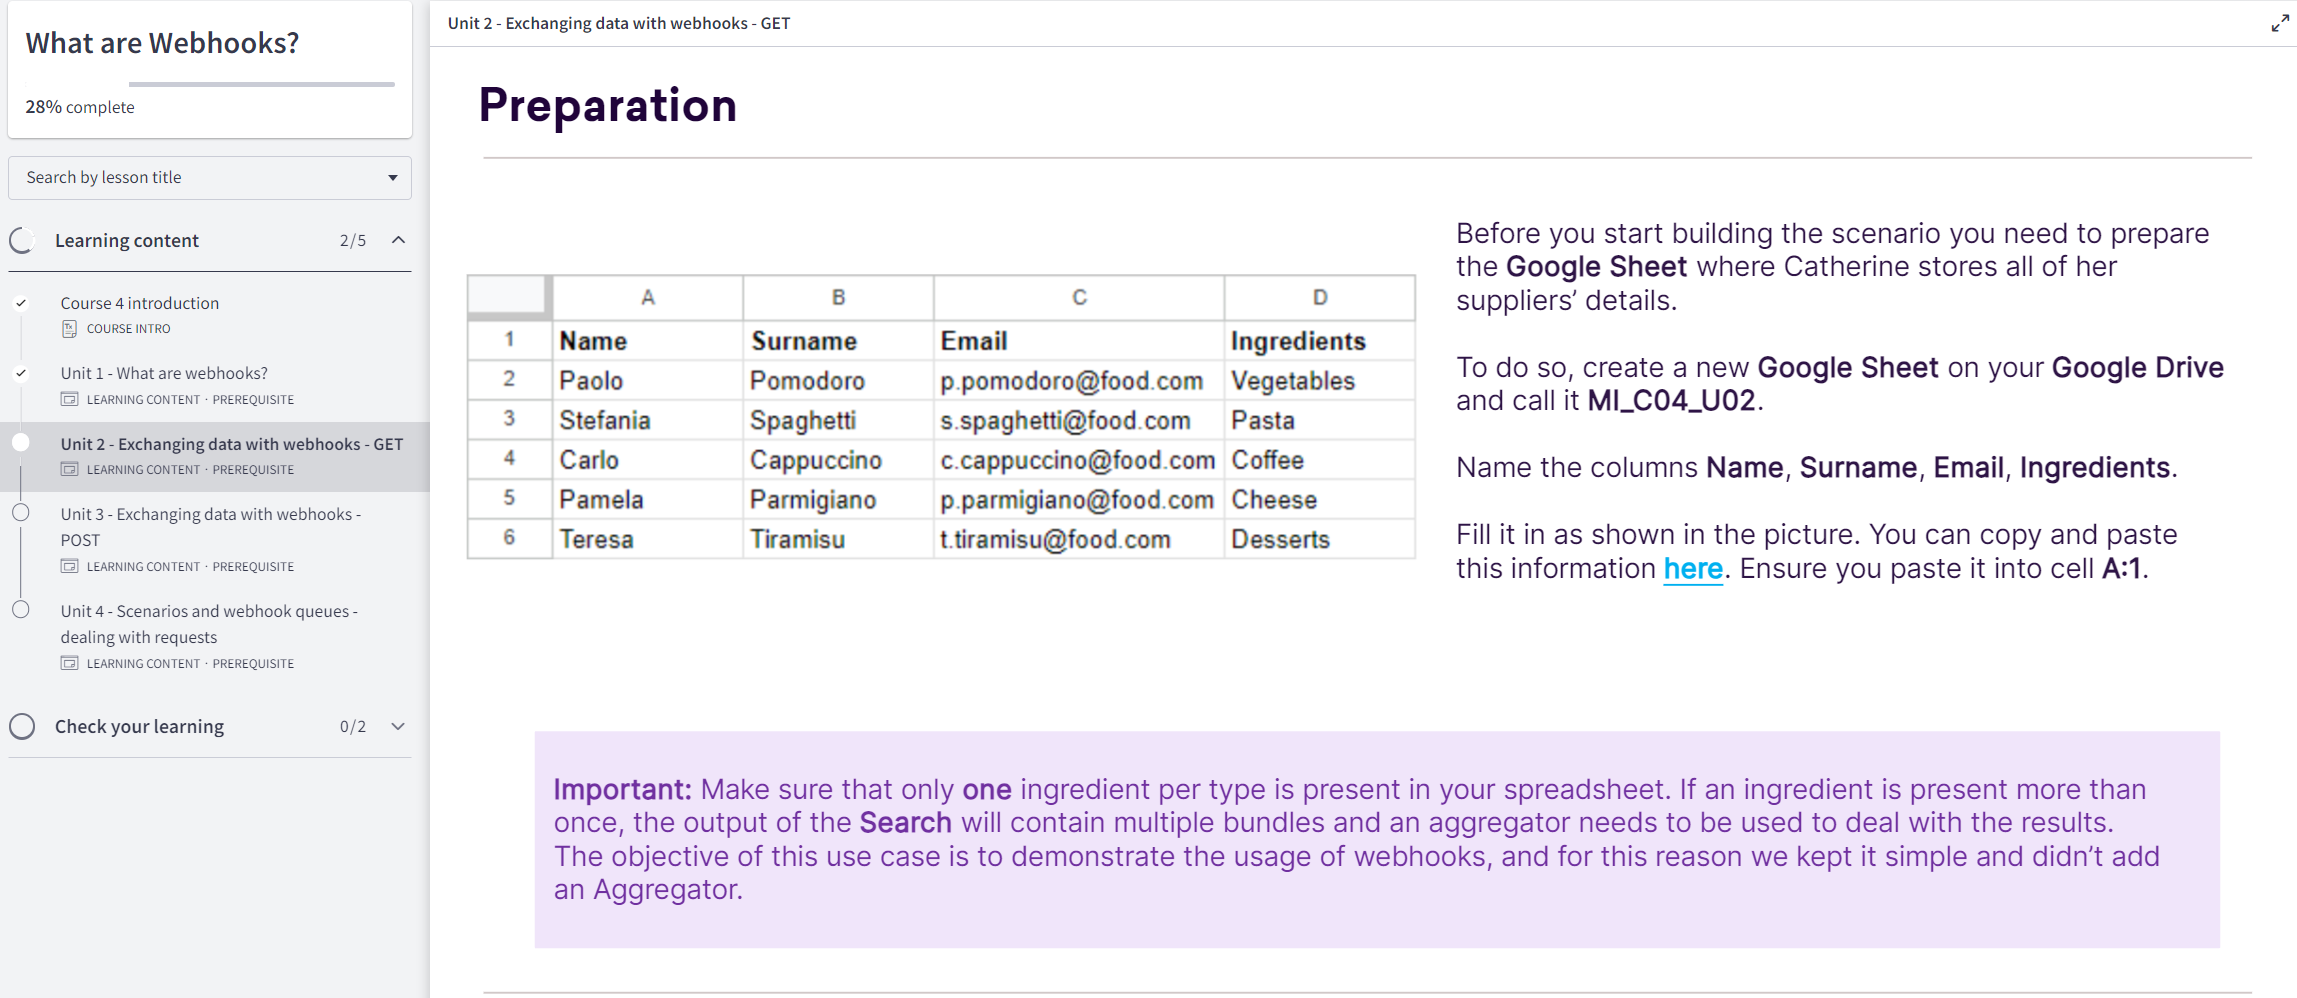 What are Webhooks?
28% complete
Search by lesson title
Learning content 2/5
Course 4 introduction
COURSE INTRO
Unit 1 - What are webhooks?
LEARNING CONTENT · PREREQUISITE
Unit 2 - Exchanging data with webhooks - GET
LEARNING CONTENT · PREREQUISITE
Unit 3 - Exchanging data with webhooks -
POST
LEARNING CONTENT · PREREQUISITE
Unit 4 - Scenarios and webhook queues -
dealing with requests
LEARNING CONTENT · PREREQUISITE
Check your learning 0/2
Unit 2 - Exchanging data with webhooks - GET
Preparation
A B C D
1 Name Surname Email Ingredients
2 Paolo Pomodoro p.pomodoro@food.com Vegetables
3 Stefania Spaghetti s.spaghetti@food.com Pasta
4 Carlo Cappuccino c.cappuccino@food.com Coffee
5 Pamela Parmigiano p.parmigiano@food.com Cheese
6 Teresa Tiramisu t.tiramisu@food.com Desserts
Before you start building the scenario you need to prepare
the Google Sheet where Catherine stores all of her
suppliers’ details.
To do so, create a new Google Sheet on your Google Drive
and call it MI_C04_U02.
Name the columns Name, Surname, Email, Ingredients.
Fill it in as shown in the picture. You can copy and paste
this information here. Ensure you paste it into cell A:1.
Important: Make sure that only one ingredient per type is present in your spreadsheet. If an ingredient is present more than
once, the output of the Search will contain multiple bundles and an aggregator needs to be used to deal with the results.
The objective of this use case is to demonstrate the usage of webhooks, and for this reason we kept it simple and didn’t add
an Aggregator.